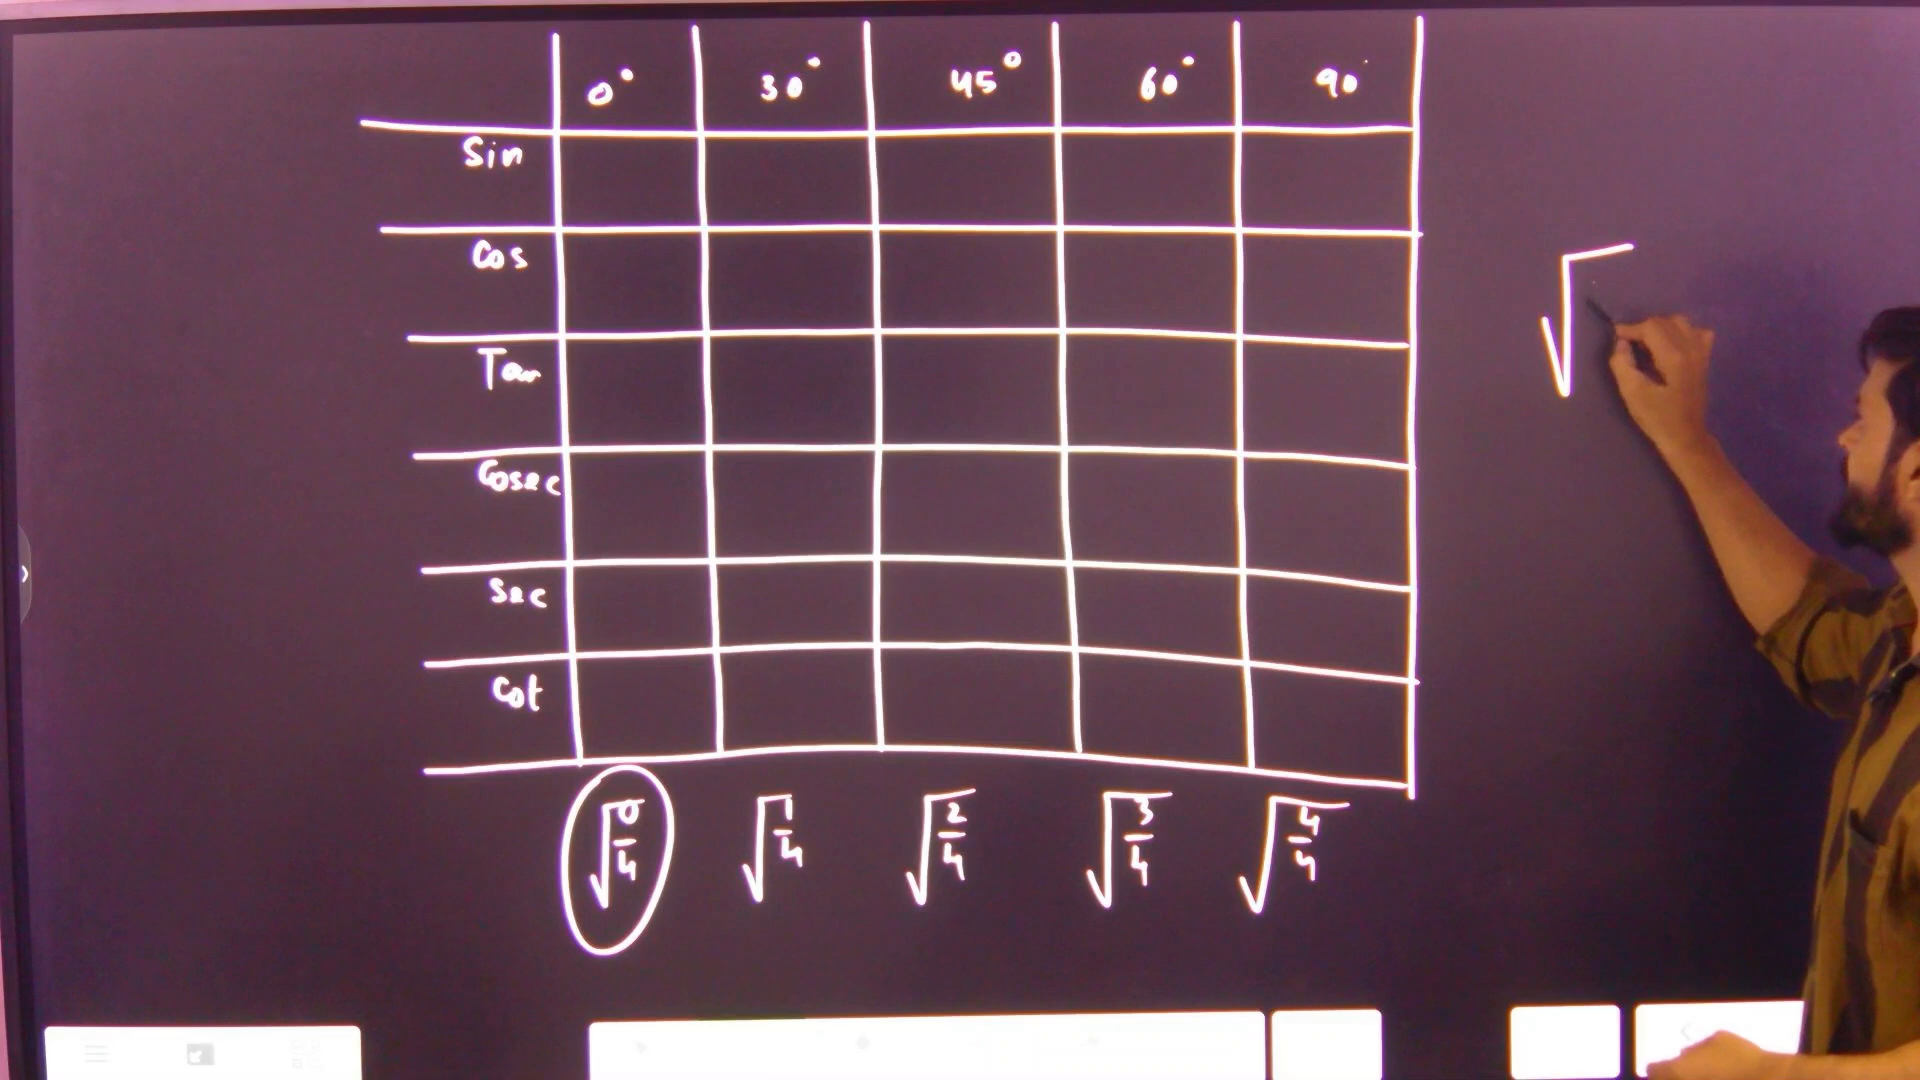 0° 30° 45° 60° 90°
Sin
Cos
Tan
Cosec
Sec
Cot
√0/4 √1/4 √2/4 √3/4 √4/4
√